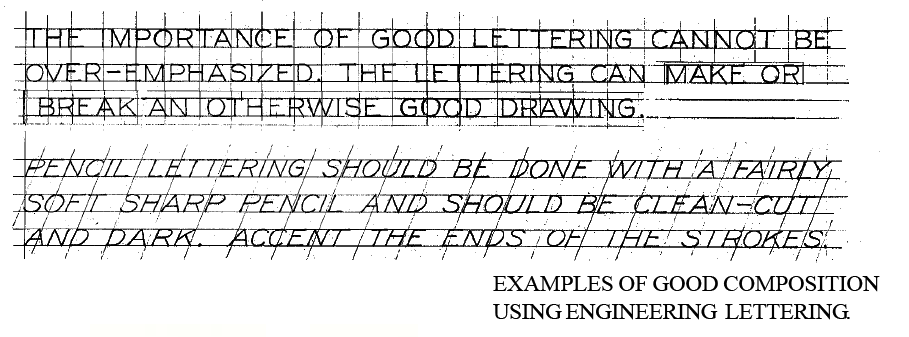 THE IMPORTANCE OF GOOD LETTERING CANNOT BE
OVER-EMPHASIZED. THE LETTERING CAN MAKE OR
BREAK AN OTHERWISE GOOD DRAWING.
PENCIL LETTERING SHOULD BE DONE WITH A FAIRLY
SOFT SHARP PENCIL AND SHOULD BE CLEAN-CUT
AND DARK. ACCENT THE ENDS OF THE STROKES.
EXAMPLES OF GOOD COMPOSITION
USING ENGINEERING LETTERING.